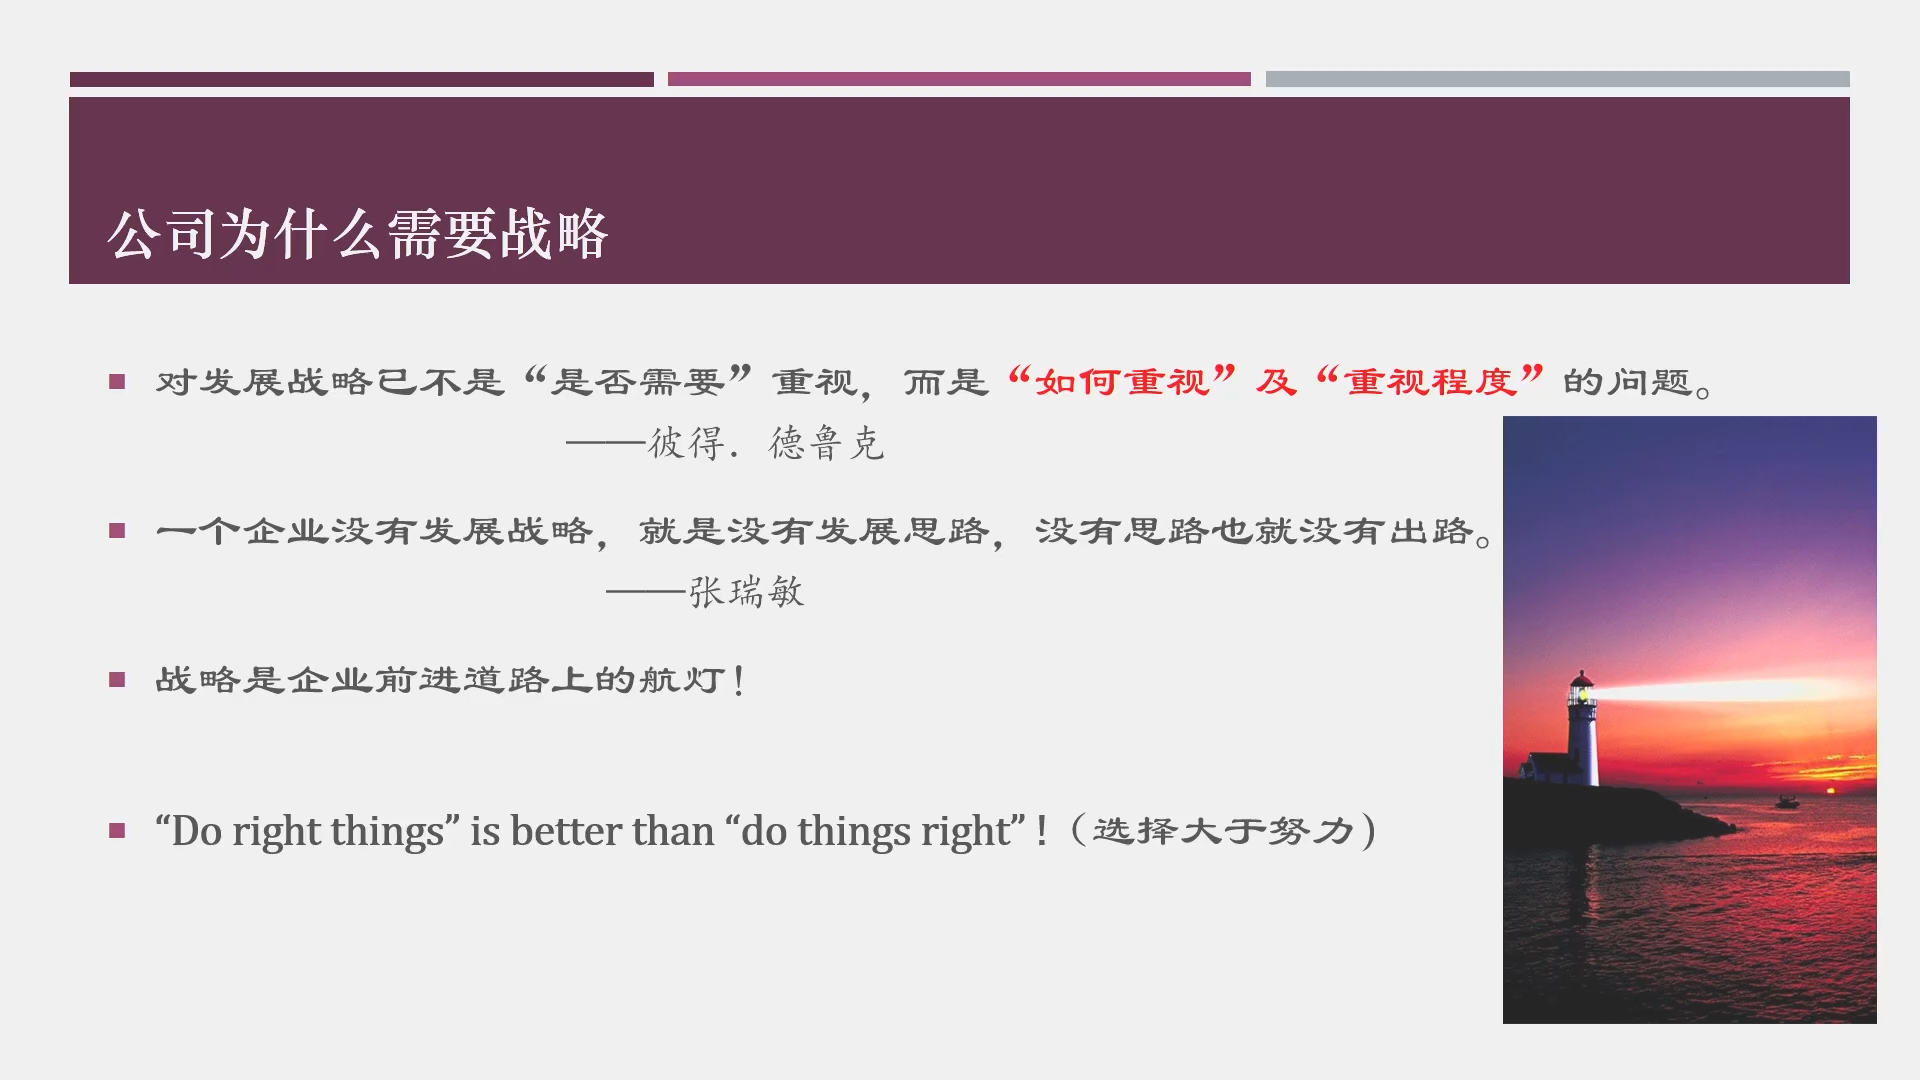 公司为什么需要战略
对发展战略已不是“是否需要”重视，而是“如何重视”及“重视程度”的问题。
——彼得．德鲁克
一个企业没有发展战略，就是没有发展思路，没有思路也就没有出路。
——张瑞敏
战略是企业前进道路上的航灯！
“Do right things” is better than “do things right”！（选择大于努力）